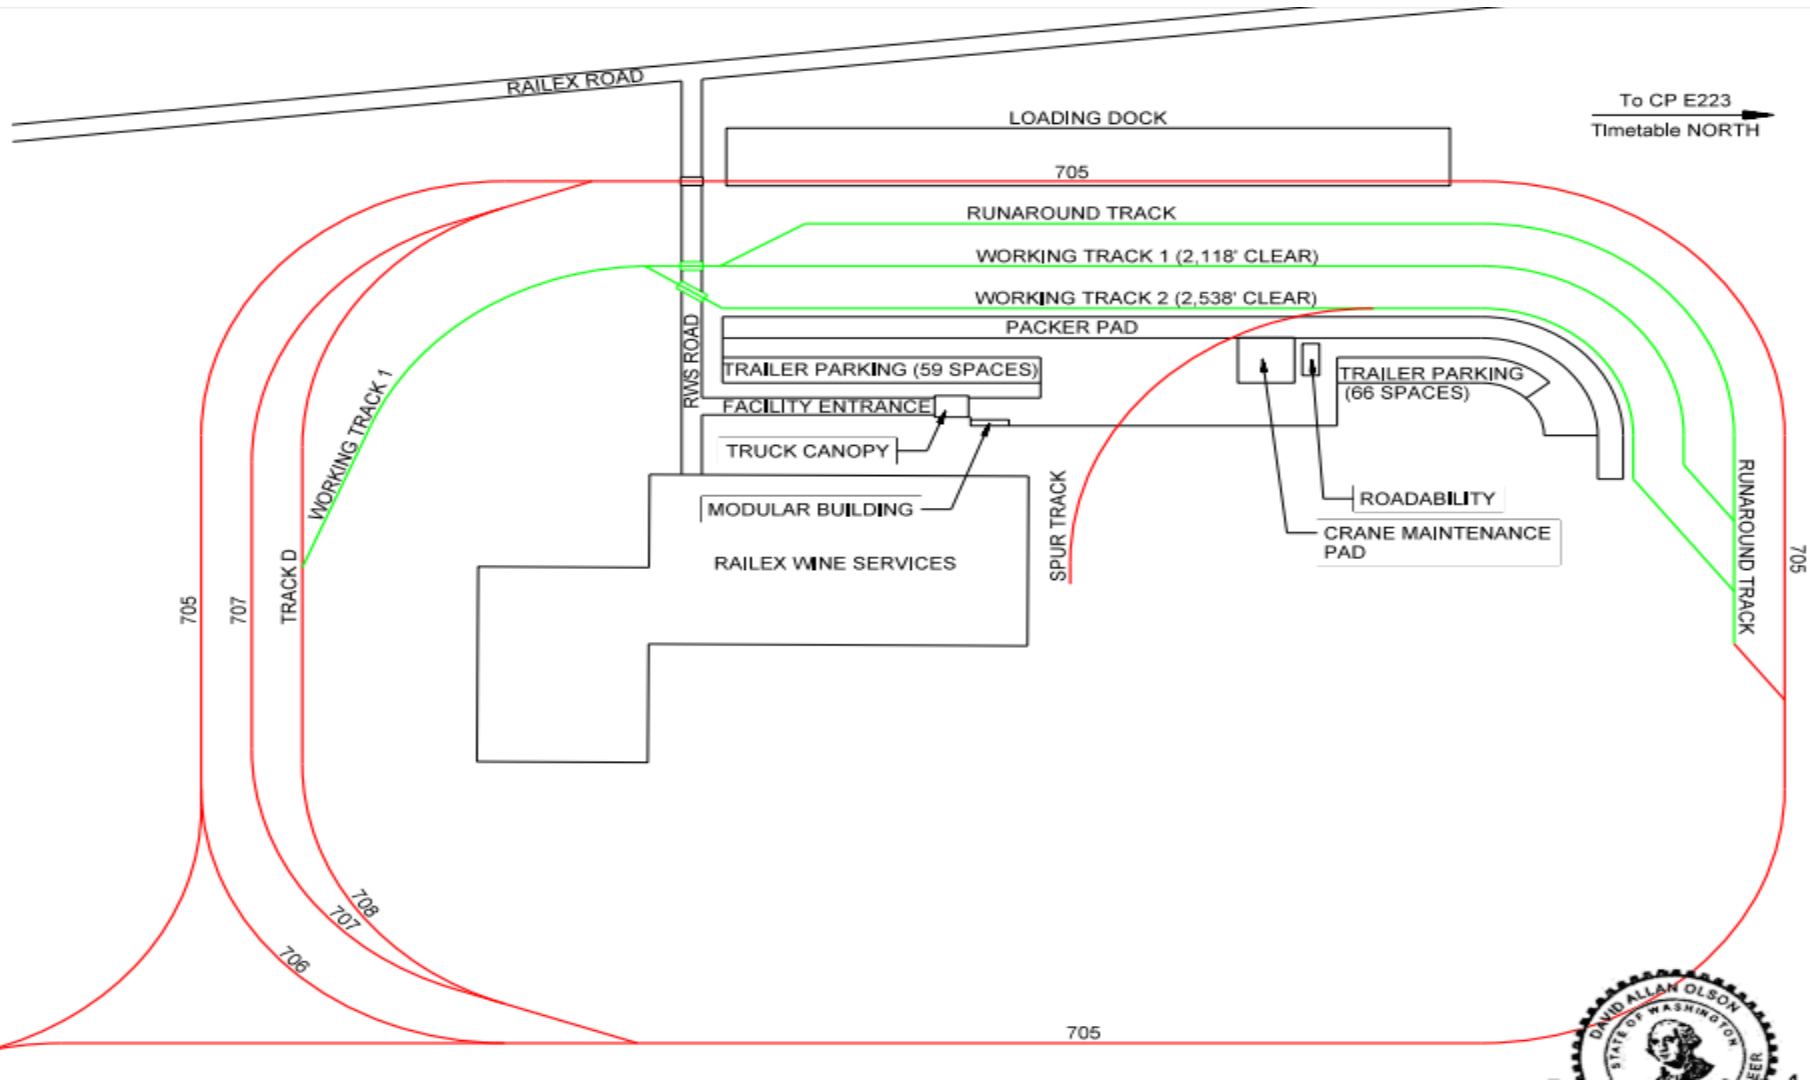 RAILEX ROAD
To CP E223
TImetable NORTH
LOADING DOCK
705
RUNAROUND TRACK
WORKING TRACK 1 (2,118' CLEAR)
WORKING TRACK 2 (2,538' CLEAR)
PACKER PAD
RWS ROAD
TRAILER PARKING (59 SPACES)
TRAILER PARKING
(66 SPACES)
FACILITY ENTRANCE
WORKING TRACK 1
TRUCK CANOPY
MODULAR BUILDING
SPUR TRACK
ROADABILITY
CRANE MAINTENANCE
PAD
RUNAROUND TRACK
705
RAILEX WINE SERVICES
705
707
TRACK D
708
707
706
705
DAVID ALLAN OLSON
STATE OF WASHINGTON